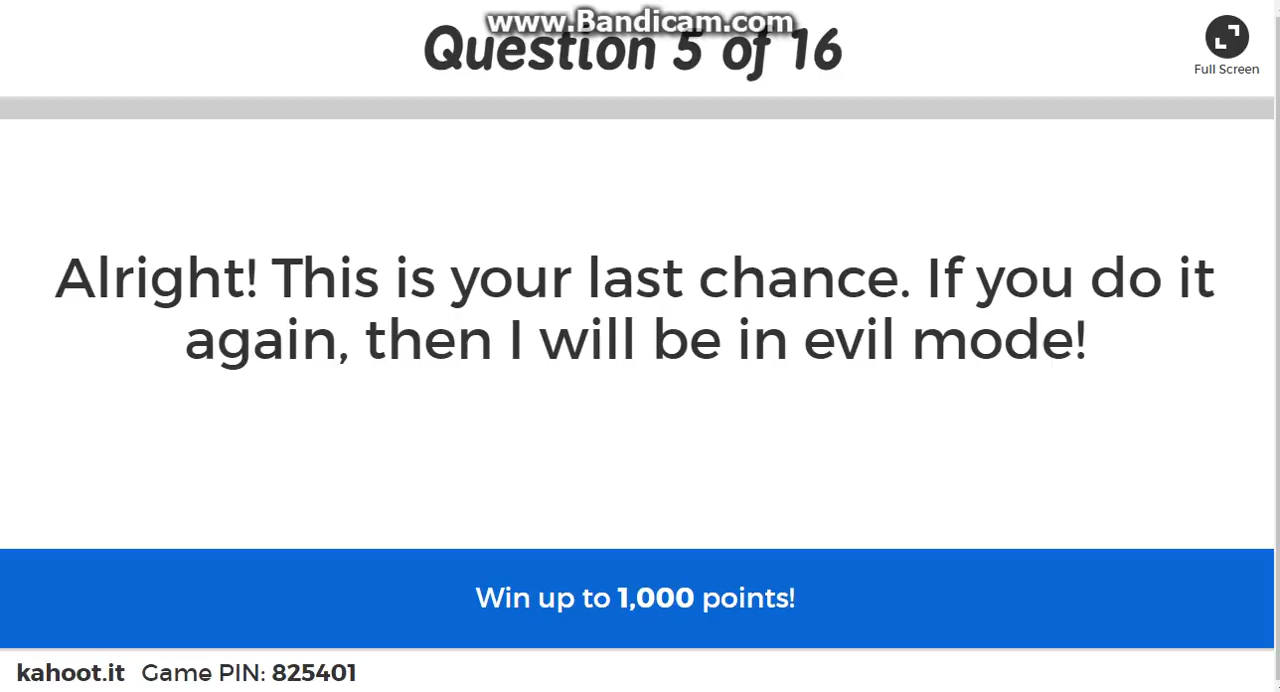 www.Bandicam.com
Question 5 of 16
Full Screen
Alright! This is your last chance. If you do it
again, then I will be in evil mode!
Win up to 1,000 points!
kahoot.it Game PIN: 825401